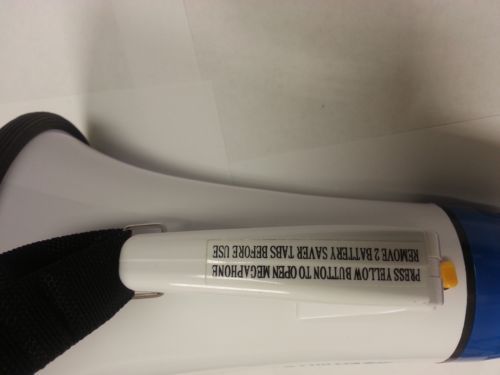 PRESS YELLOW BUTTON TO OPEN MEGAPHONE
REMOVE 2 BATTERY SAVER TABS BEFORE USE